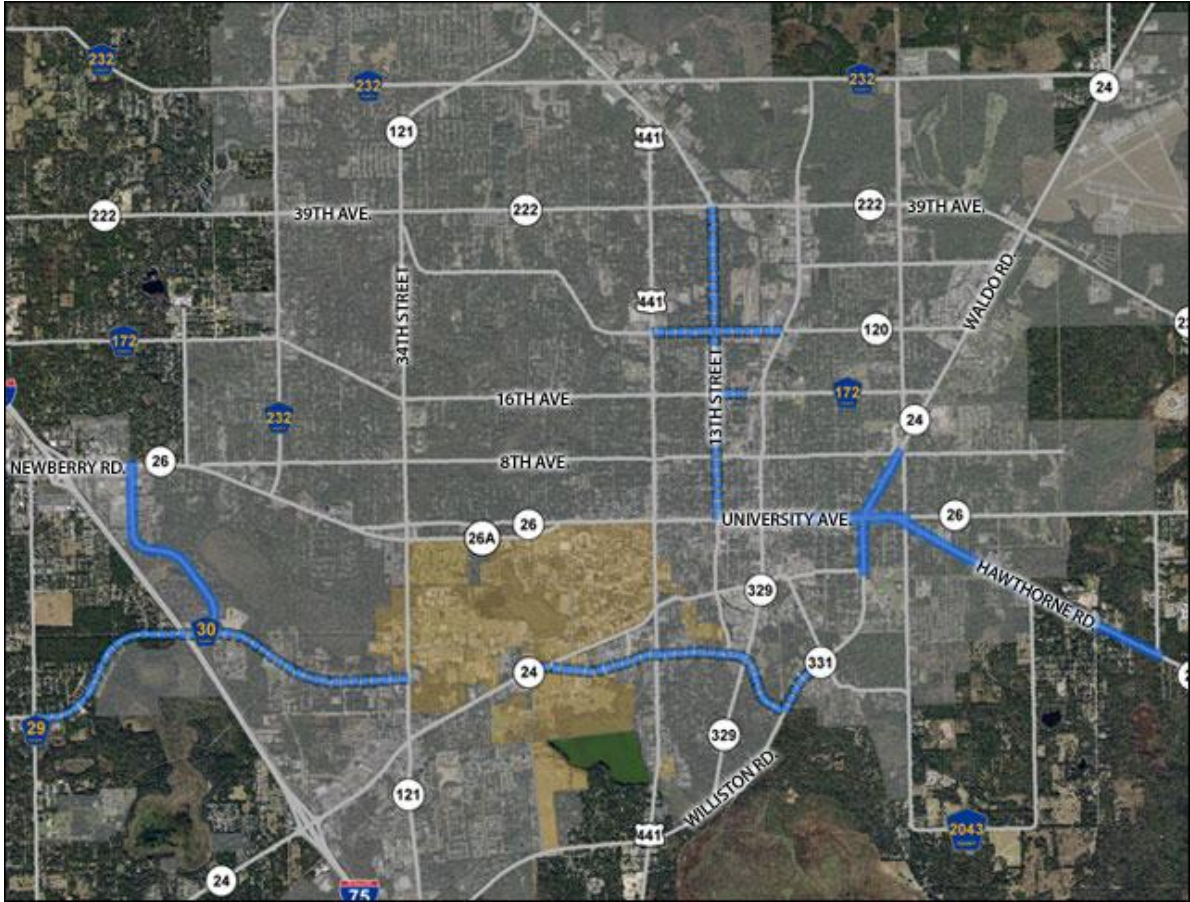 232
232
232
24
121
441
222
39TH AVE.
222
222
39TH AVE.
34TH STREET
WALDO RD.
441
172
120
13TH STREET
16TH AVE.
172
232
24
NEWBERRY RD.
26
8TH AVE.
26A
26
UNIVERSITY AVE.
26
HAWTHORNE RD.
329
30
24
331
29
329
WILLISTON RD.
121
441
2043
24
75